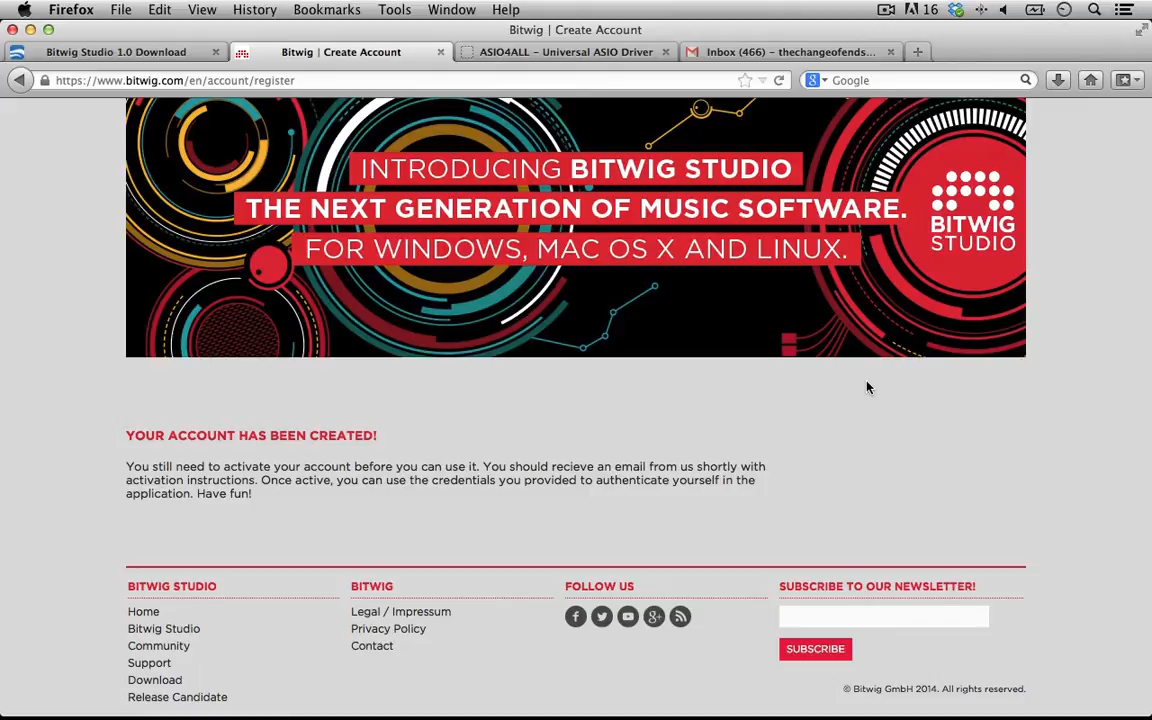 Firefox File Edit View History Bookmarks Tools Window Help 16
Bitwig | Create Account
Bitwig Studio 1.0 Download
Bitwig | Create Account
ASIO4ALL - Universal ASIO Driver
Inbox (466) - thechangeofends...
https://www.bitwig.com/en/account/register
Google
INTRODUCING BITWIG STUDIO
THE NEXT GENERATION OF MUSIC SOFTWARE.
FOR WINDOWS, MAC OS X AND LINUX.
BITWIG
STUDIO
YOUR ACCOUNT HAS BEEN CREATED!
You still need to activate your account before you can use it. You should recieve an email from us shortly with
activation instructions. Once active, you can use the credentials you provided to authenticate yourself in the
application. Have fun!
BITWIG STUDIO
Home
Bitwig Studio
Community
Support
Download
Release Candidate
BITWIG
Legal / Impressum
Privacy Policy
Contact
FOLLOW US
SUBSCRIBE TO OUR NEWSLETTER!
SUBSCRIBE
© Bitwig GmbH 2014. All rights reserved.